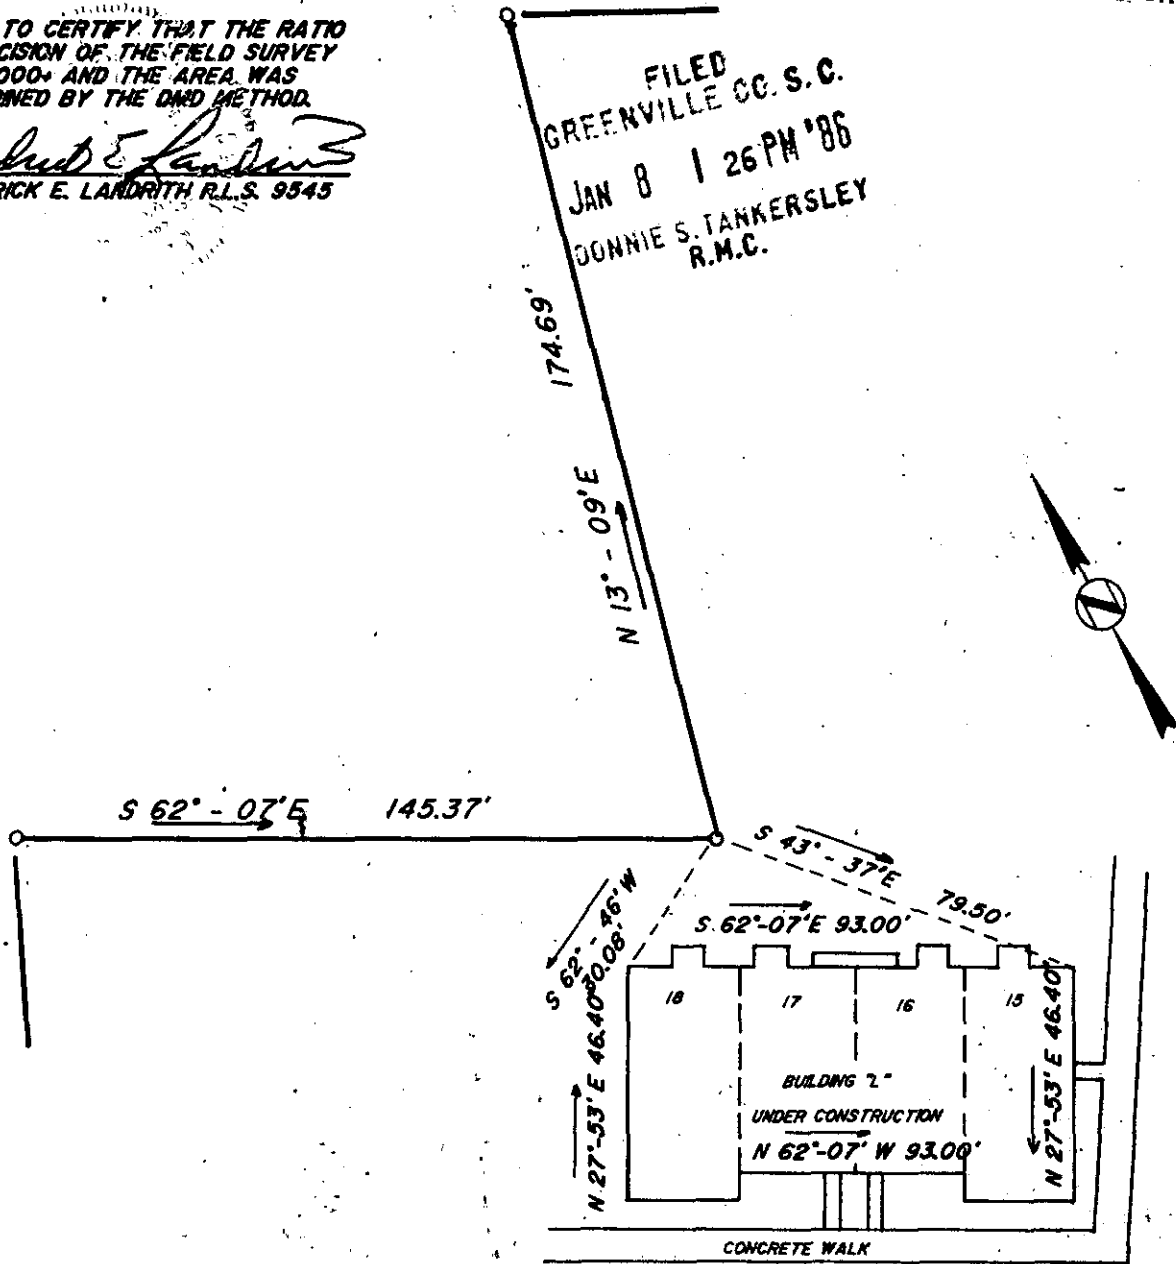 TO CERTIFY THAT THE RATIO
CISION OF THE FIELD SURVEY
000+ AND THE AREA WAS
INED BY THE DMD METHOD.
RICK E. LANDRITH R.L.S. 9545
FILED
GREENVILLE CO. S. C.
JAN 8 1 26 PM '86
DONNIE S. TANKERSLEY
R.M.C.
174.69'
N 13° - 09' E
N
S 62° - 07' E 145.37'
S 43° - 37' E 79.50'
S 62° - 46' W
30.08'
S 62°-07' E 93.00'
18 17 16 15
N 27°-53' E 46.40'
N 27°-53' E 46.40'
BUILDING "L"
UNDER CONSTRUCTION
N 62°-07' W 93.00'
CONCRETE WALK